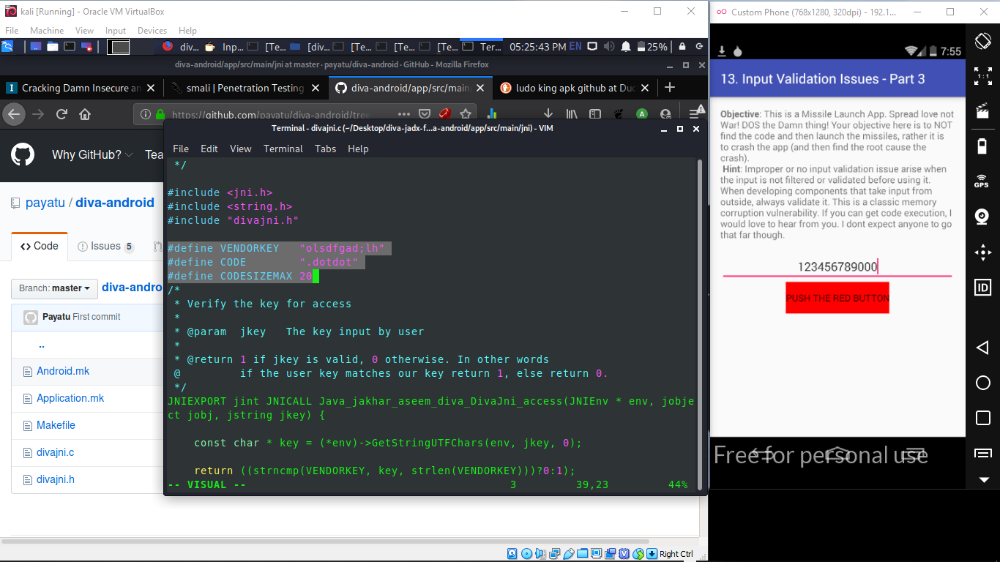 kali [Running] - Oracle VM VirtualBox
File Machine View Input Devices Help
div... Inp... [Te... [div... [Te... [Te... [Te... Ter... 05:25:43 PM EN 25%
diva-android/app/src/main/jni at master · payatu/diva-android · GitHub - Mozilla Firefox
Cracking Damn Insecure an
smali | Penetration Testing
diva-android/app/src/main
ludo king apk github at Duc
https://github.com/payatu/diva-android/tree
Why GitHub?
Tea
payatu / diva-android
Code
Issues 5
Branch: master
diva-andro
Payatu First commit
..
Android.mk
Application.mk
Makefile
divajni.c
divajni.h
Terminal - divajni.c (~/Desktop/diva-jadx-f...a-android/app/src/main/jni) - VIM
File Edit View Terminal Tabs Help
*/
#include <jni.h>
#include <string.h>
#include "divajni.h"
#define VENDORKEY "olsdfgad;lh"
#define CODE ".dotdot"
#define CODESIZEMAX 20
/*
* Verify the key for access
*
* @param jkey The key input by user
*
* @return 1 if jkey is valid, 0 otherwise. In other words
@ if the user key matches our key return 1, else return 0.
*/
JNIEXPORT jint JNICALL Java_jakhar_aseem_diva_DivaJni_access(JNIEnv * env, jobje
ct jobj, jstring jkey) {
const char * key = (*env)->GetStringUTFChars(env, jkey, 0);
return ((strncmp(VENDORKEY, key, strlen(VENDORKEY)))?0:1);
-- VISUAL -- 3 39,23 44%
Right Ctrl
Custom Phone (768x1280, 320dpi) - 192.1...
7:55
13. Input Validation Issues - Part 3
Objective: This is a Missile Launch App. Spread love not
War! DOS the Damn thing! Your objective here is to NOT
find the code and then launch the missiles, rather it is
to crash the app (and then find the root cause the
crash).
Hint: Improper or no input validation issue arise when
the input is not filtered or validated before using it.
When developing components that take input from
outside, always validate it. This is a classic memory
corruption vulnerability. If you can get code execution, I
would love to hear from you. I dont expect anyone to go
that far though.
123456789000
PUSH THE RED BUTTON
Free for personal use
1:1
GPS
ID